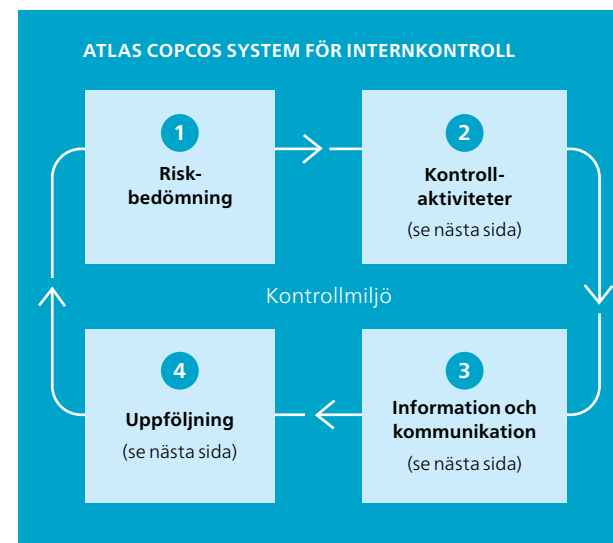 ATLAS COPCOS SYSTEM FÖR INTERNKONTROLL
1
Risk-
bedömning
2
Kontroll-
aktiviteter
(se nästa sida)
Kontrollmiljö
4
Uppföljning
(se nästa sida)
3
Information och
kommunikation
(se nästa sida)